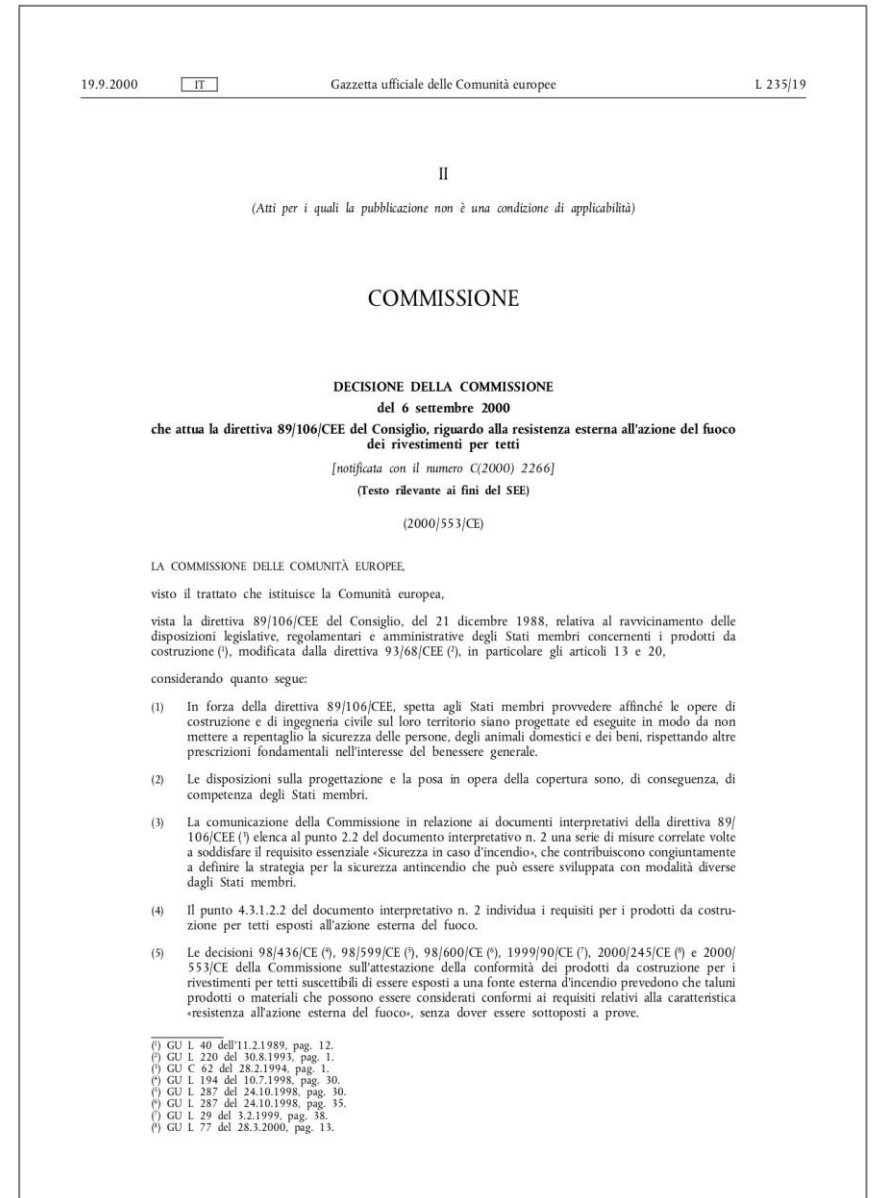 19.9.2000 IT Gazzetta ufficiale delle Comunità europee L 235/19
II
(Atti per i quali la pubblicazione non è una condizione di applicabilità)
COMMISSIONE
DECISIONE DELLA COMMISSIONE
del 6 settembre 2000
che attua la direttiva 89/106/CEE del Consiglio, riguardo alla resistenza esterna all'azione del fuoco
dei rivestimenti per tetti
[notificata con il numero C(2000) 2266]
(Testo rilevante ai fini del SEE)
(2000/553/CE)
LA COMMISSIONE DELLE COMUNITÀ EUROPEE,
visto il trattato che istituisce la Comunità europea,
vista la direttiva 89/106/CEE del Consiglio, del 21 dicembre 1988, relativa al ravvicinamento delle
disposizioni legislative, regolamentari e amministrative degli Stati membri concernenti i prodotti da
costruzione (¹), modificata dalla direttiva 93/68/CEE (²), in particolare gli articoli 13 e 20,
considerando quanto segue:
(1) In forza della direttiva 89/106/CEE, spetta agli Stati membri provvedere affinché le opere di
costruzione e di ingegneria civile sul loro territorio siano progettate ed eseguite in modo da non
mettere a repentaglio la sicurezza delle persone, degli animali domestici e dei beni, rispettando altre
prescrizioni fondamentali nell'interesse del benessere generale.
(2) Le disposizioni sulla progettazione e la posa in opera della copertura sono, di conseguenza, di
competenza degli Stati membri.
(3) La comunicazione della Commissione in relazione ai documenti interpretativi della direttiva 89/
106/CEE (³) elenca al punto 2.2 del documento interpretativo n. 2 una serie di misure correlate volte
a soddisfare il requisito essenziale «Sicurezza in caso d'incendio», che contribuiscono congiuntamente
a definire la strategia per la sicurezza antincendio che può essere sviluppata con modalità diverse
dagli Stati membri.
(4) Il punto 4.3.1.2.2 del documento interpretativo n. 2 individua i requisiti per i prodotti da costru-
zione per tetti esposti all'azione esterna del fuoco.
(5) Le decisioni 98/436/CE (⁴), 98/599/CE (⁵), 98/600/CE (⁶), 1999/90/CE (⁷), 2000/245/CE (⁸) e 2000/
553/CE della Commissione sull'attestazione della conformità dei prodotti da costruzione per i
rivestimenti per tetti suscettibili di essere esposti a una fonte esterna d'incendio prevedono che taluni
prodotti o materiali che possono essere considerati conformi ai requisiti relativi alla caratteristica
«resistenza all'azione esterna del fuoco», senza dover essere sottoposti a prove.
(¹) GU L 40 dell'11.2.1989, pag. 12.
(²) GU L 220 del 30.8.1993, pag. 1.
(³) GU C 62 del 28.2.1994, pag. 1.
(⁴) GU L 194 del 10.7.1998, pag. 30.
(⁵) GU L 287 del 24.10.1998, pag. 30.
(⁶) GU L 287 del 24.10.1998, pag. 35.
(⁷) GU L 29 del 3.2.1999, pag. 38.
(⁸) GU L 77 del 28.3.2000, pag. 13.